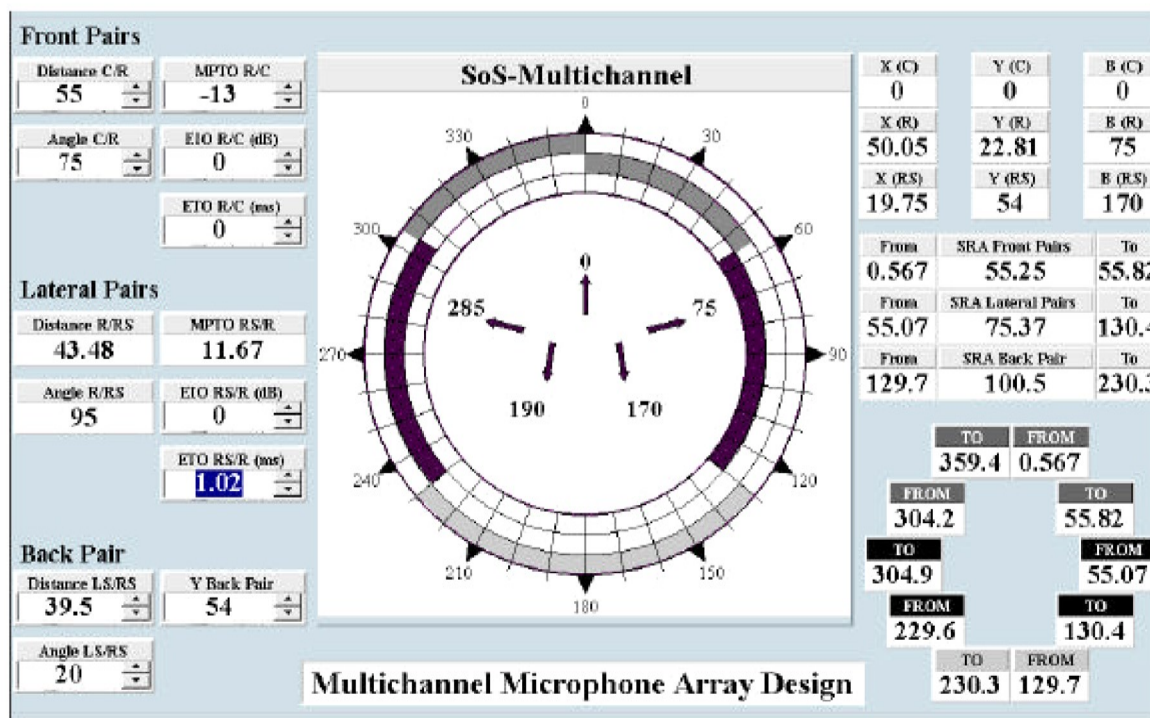 Front Pairs
Distance C/R
55
MPTO R/C
-13
Angle C/R
75
EIO R/C (dB)
0
ETO R/C (ms)
0
Lateral Pairs
Distance R/RS
43.48
MPTO RS/R
11.67
Angle R/RS
95
EIO RS/R (dB)
0
ETO RS/R (ms)
1.02
Back Pair
Distance LS/RS
39.5
Y Back Pair
54
Angle LS/RS
20
SoS-Multichannel
0
330
30
300
60
0
285
75
270
90
190
170
240
120
210
150
180
Multichannel Microphone Array Design
X (C)
Y (C)
B (C)
0
0
0
X (R)
Y (R)
B (R)
50.05
22.81
75
X (RS)
Y (RS)
B (RS)
19.75
54
170
From
SRA Front Pairs
To
0.567
55.25
55.82
From
SRA Lateral Pairs
To
55.07
75.37
130.4
From
SRA Back Pair
To
129.7
100.5
230.3
TO
FROM
359.4
0.567
FROM
TO
304.2
55.82
TO
FROM
304.9
55.07
FROM
TO
229.6
130.4
TO
FROM
230.3
129.7